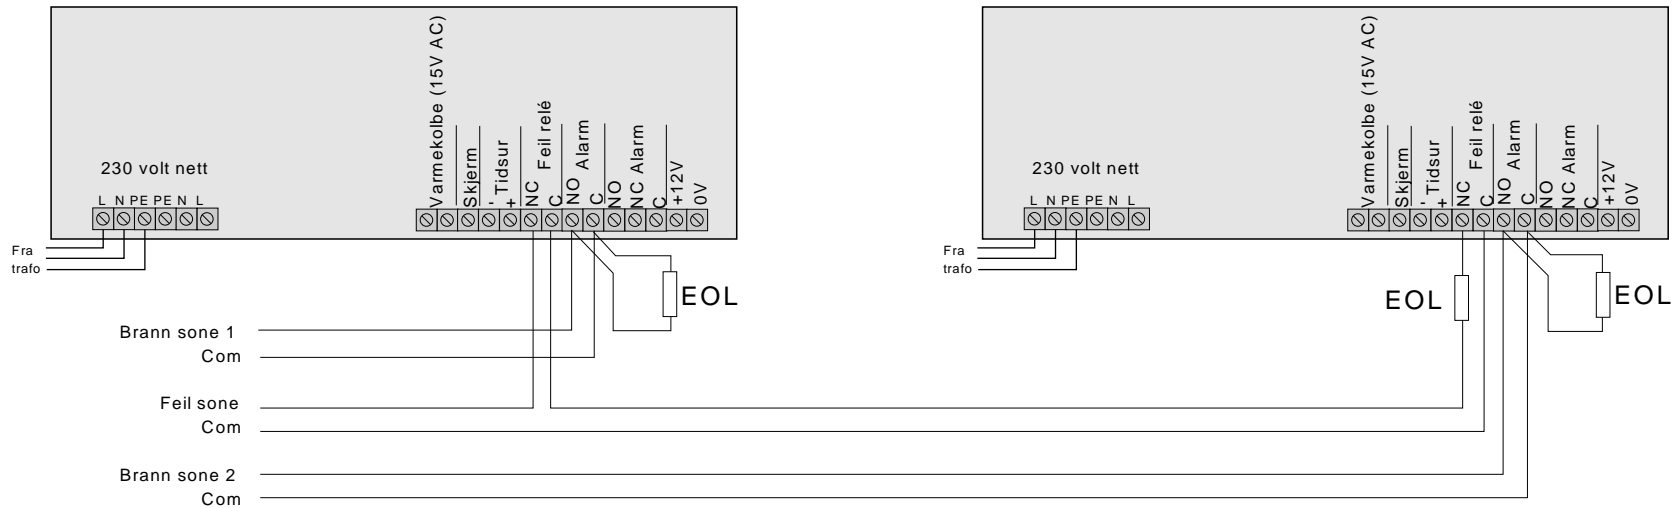 230 volt nett
L N PE PE N L
Fra
trafo
Varmekolbe (15V AC)
Skjerm
- Tidsur +
NC Feil relé C
NO Alarm C
NO
NC Alarm
C
+12V
0V
EOL
Brann sone 1
Com
Feil sone
Com
Brann sone 2
Com
230 volt nett
L N PE PE N L
Fra
trafo
Varmekolbe (15V AC)
Skjerm
- Tidsur +
NC Feil relé C
NO Alarm C
NO
NC Alarm
C
+12V
0V
EOL
EOL